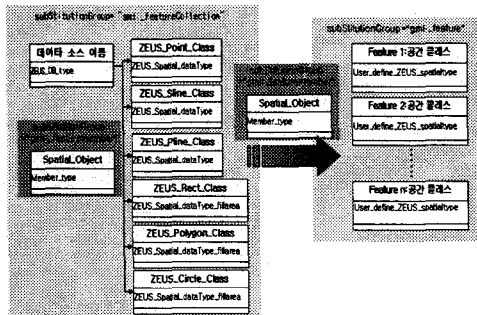 subStitutionGroup= "gml:_featureCollection"
데이타 소스 이름
ZEUS_DB_type
Spatial_Object
Member_type
ZEUS_Point_Class
ZEUS_Spatial_dataType
ZEUS_Sline_Class
ZEUS_Spatial_dataType
ZEUS_Pline_Class
ZEUS_Spatial_dataType
ZEUS_Rect_Class
ZEUS_Spatial_dataType_fillarea
ZEUS_Polygon_Class
ZEUS_Spatial_dataType_fillarea
ZEUS_Circle_Class
ZEUS_Spatial_dataType_fillarea
Spatial_Object
Member_type
subStitutionGroup="gml:_feature"
Feature 1:공간 클래스
User_define_ZEUS_spatialtype
Feature 2:공간 클래스
User_define_ZEUS_spatialtype
Feature n:공간 클래스
User_define_ZEUS_spatialtype